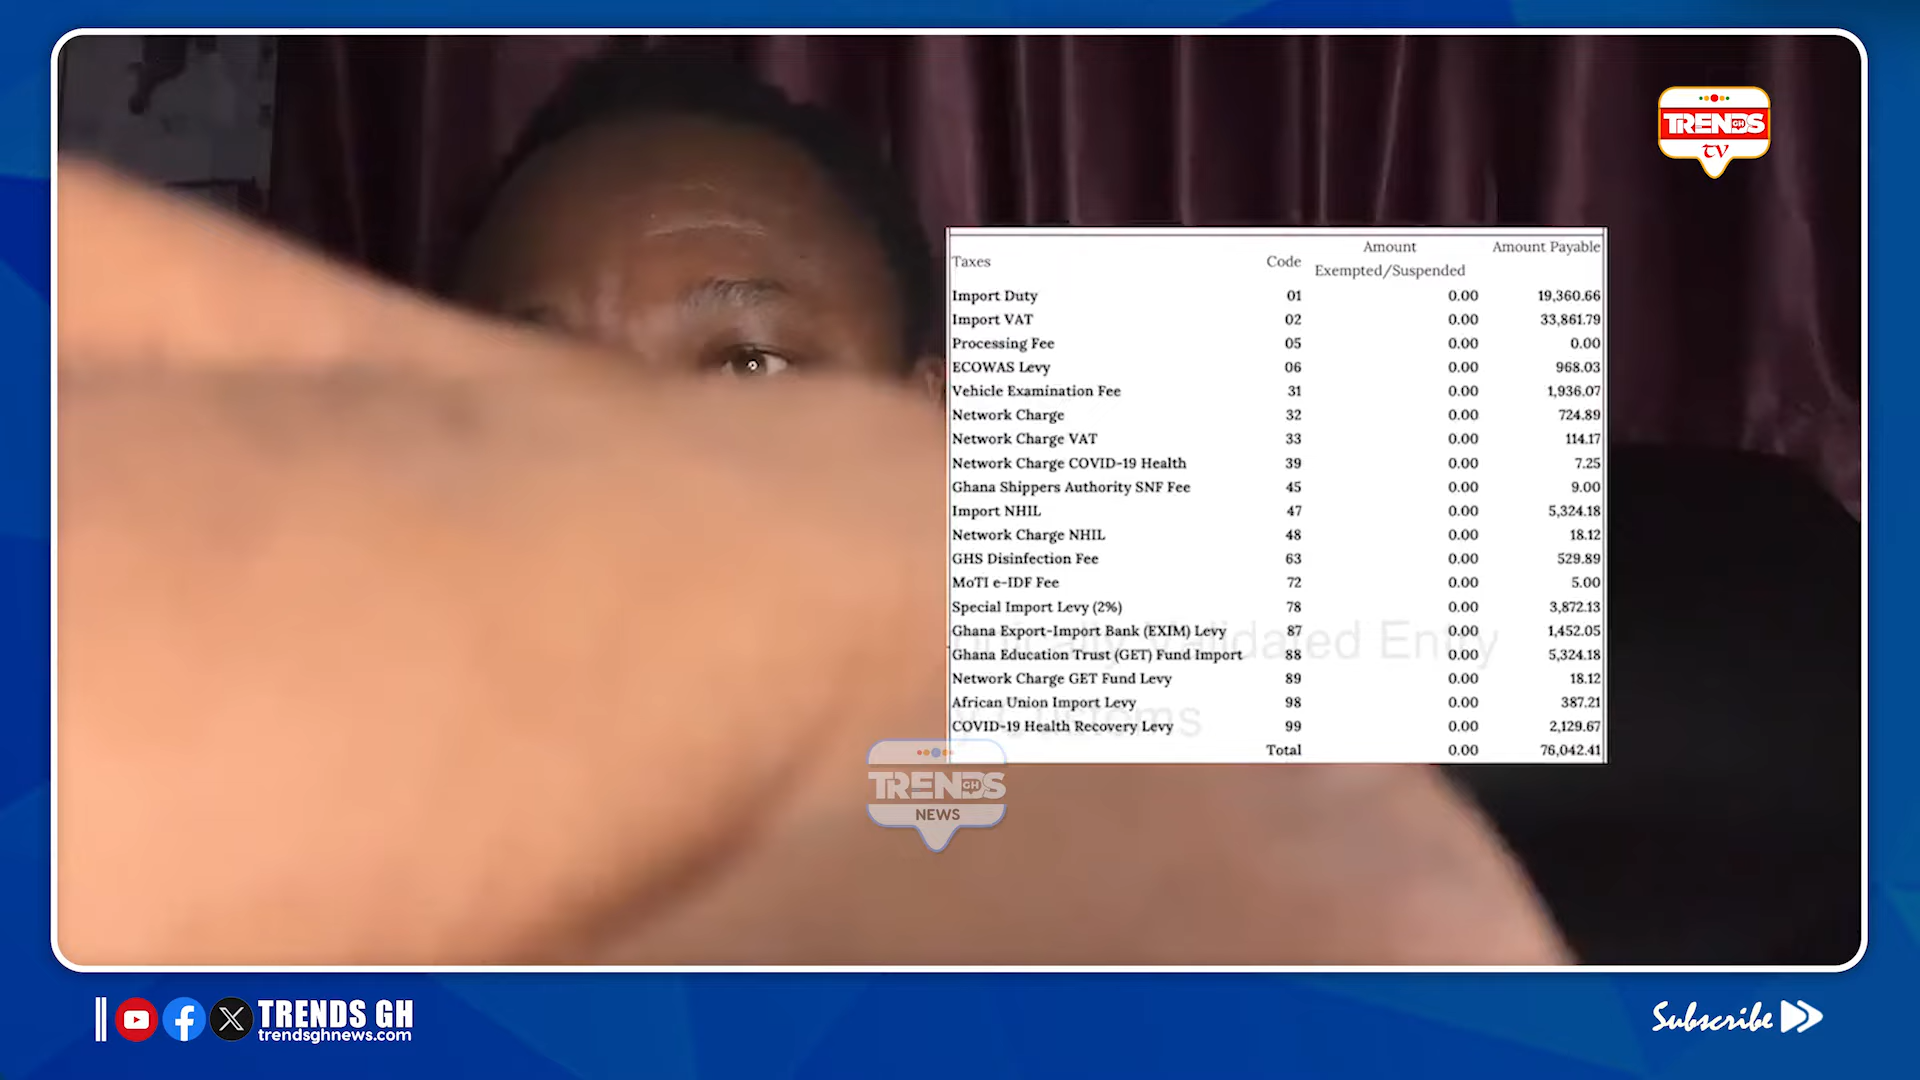 TRENDS GH
TV
Taxes Code Amount Exempted/Suspended Amount Payable
Import Duty 01 0.00 19,360.66
Import VAT 02 0.00 33,861.79
Processing Fee 05 0.00 0.00
ECOWAS Levy 06 0.00 968.03
Vehicle Examination Fee 31 0.00 1,936.07
Network Charge 32 0.00 724.89
Network Charge VAT 33 0.00 114.17
Network Charge COVID-19 Health 39 0.00 7.25
Ghana Shippers Authority SNF Fee 45 0.00 9.00
Import NHIL 47 0.00 5,324.18
Network Charge NHIL 48 0.00 18.12
GHS Disinfection Fee 63 0.00 529.89
MoTI e-IDF Fee 72 0.00 5.00
Special Import Levy (2%) 78 0.00 3,872.13
Ghana Export-Import Bank (EXIM) Levy 87 0.00 1,452.05
Ghana Education Trust (GET) Fund Import 88 0.00 5,324.18
Network Charge GET Fund Levy 89 0.00 18.12
African Union Import Levy 98 0.00 387.21
COVID-19 Health Recovery Levy 99 0.00 2,129.67
Total 0.00 76,042.41
Validated Entry
Customs
TRENDS GH
NEWS
TRENDS GH
trendsghnews.com
Subscribe